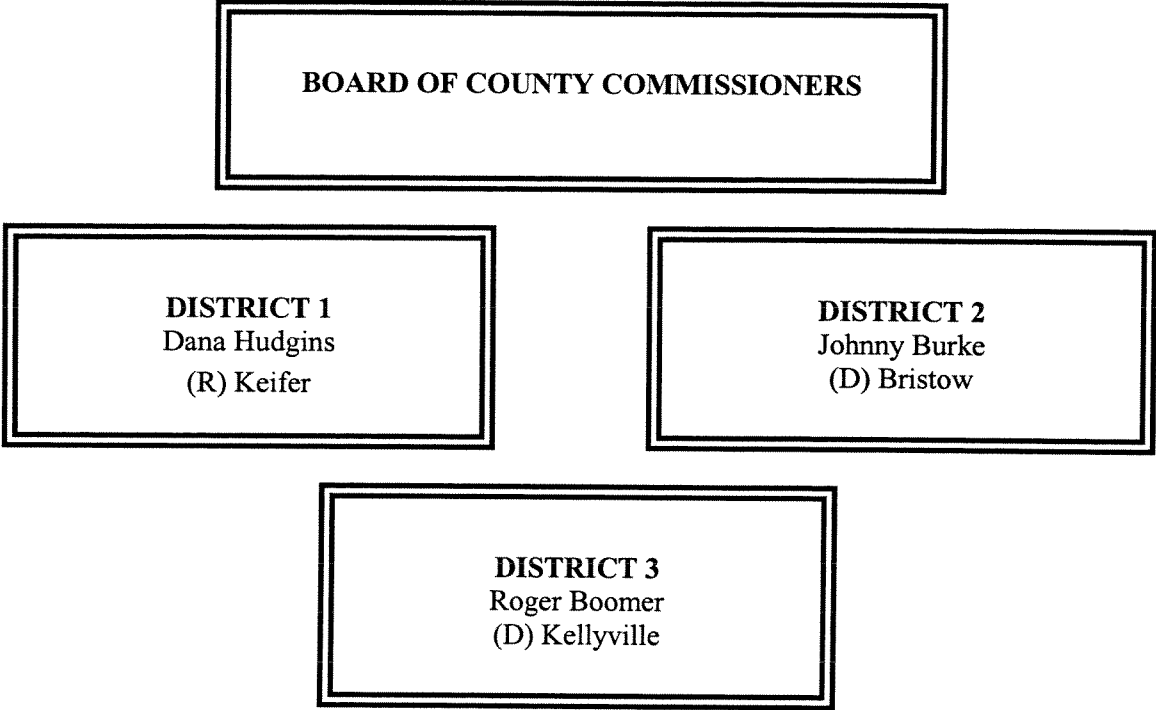 BOARD OF COUNTY COMMISSIONERS
DISTRICT 1
Dana Hudgins
(R) Keifer
DISTRICT 2
Johnny Burke
(D) Bristow
DISTRICT 3
Roger Boomer
(D) Kellyville